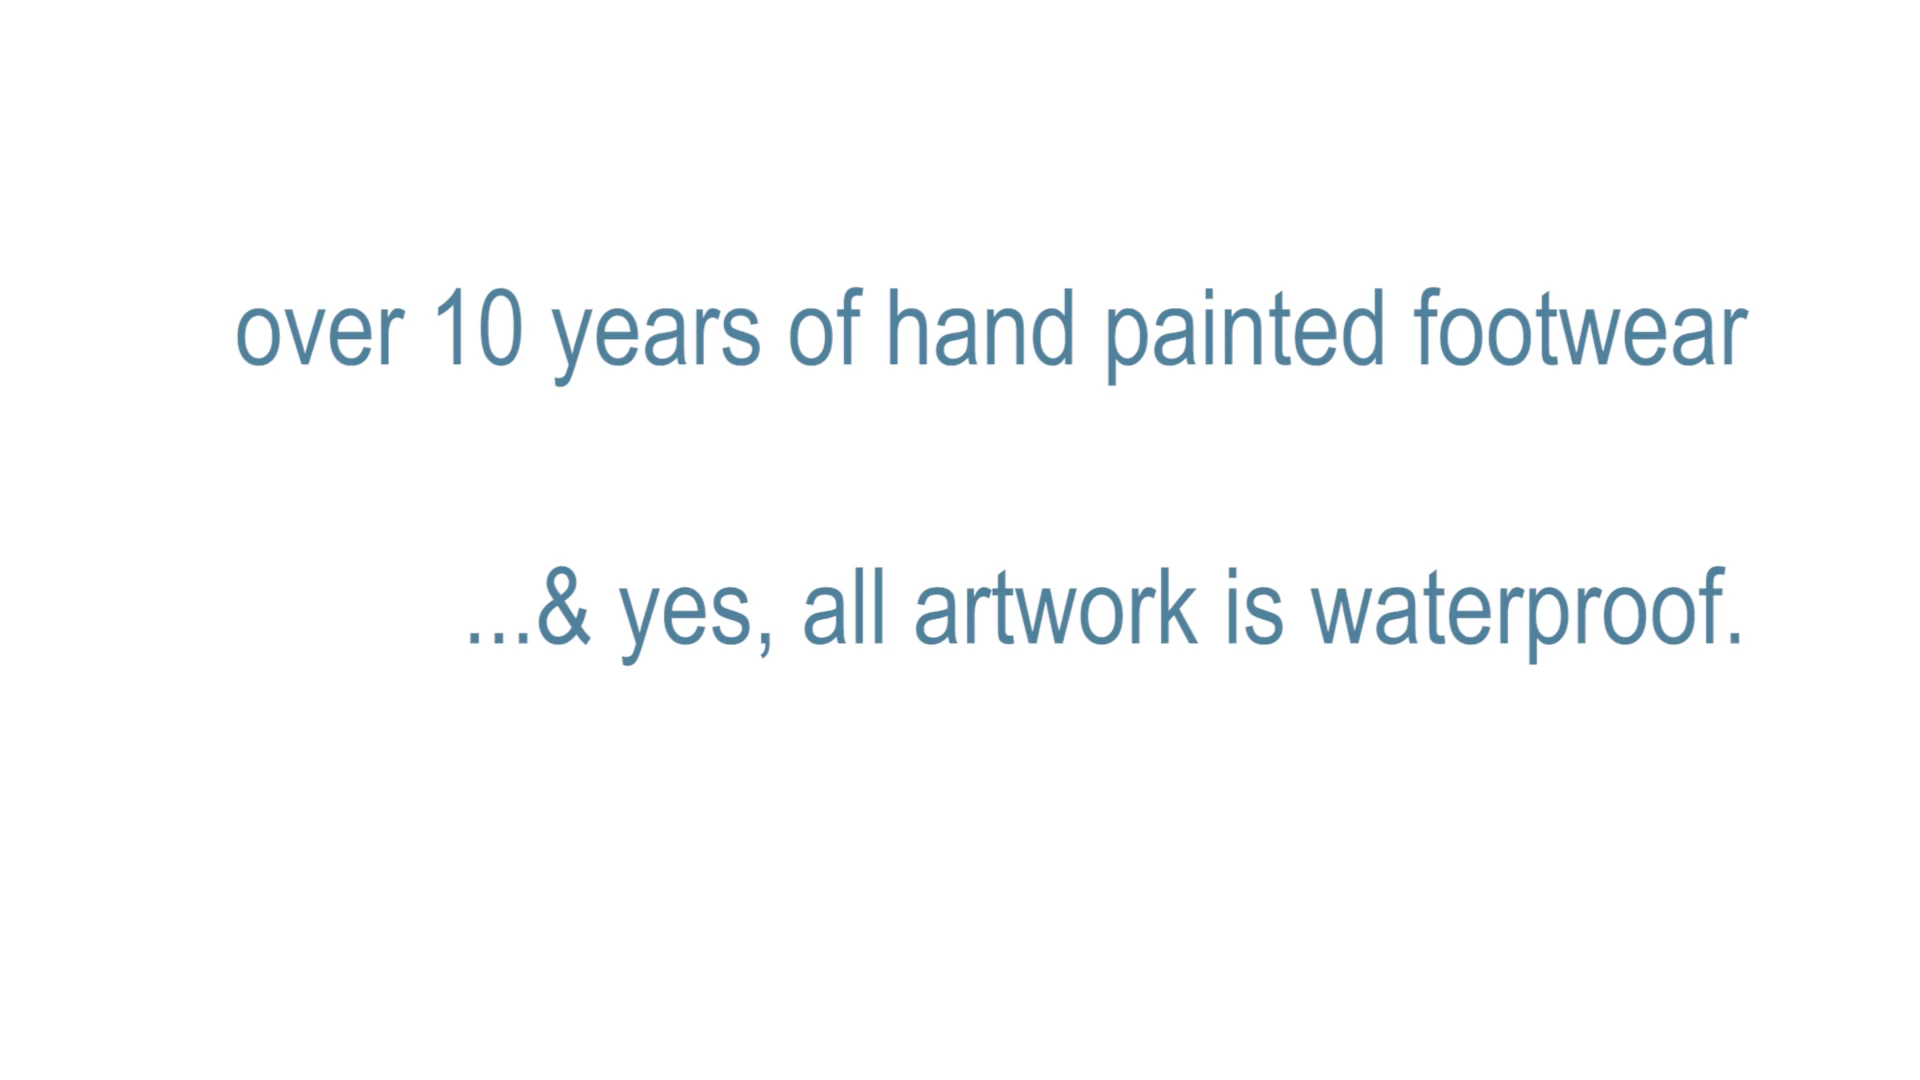 over 10 years of hand painted footwear
...& yes, all artwork is waterproof.